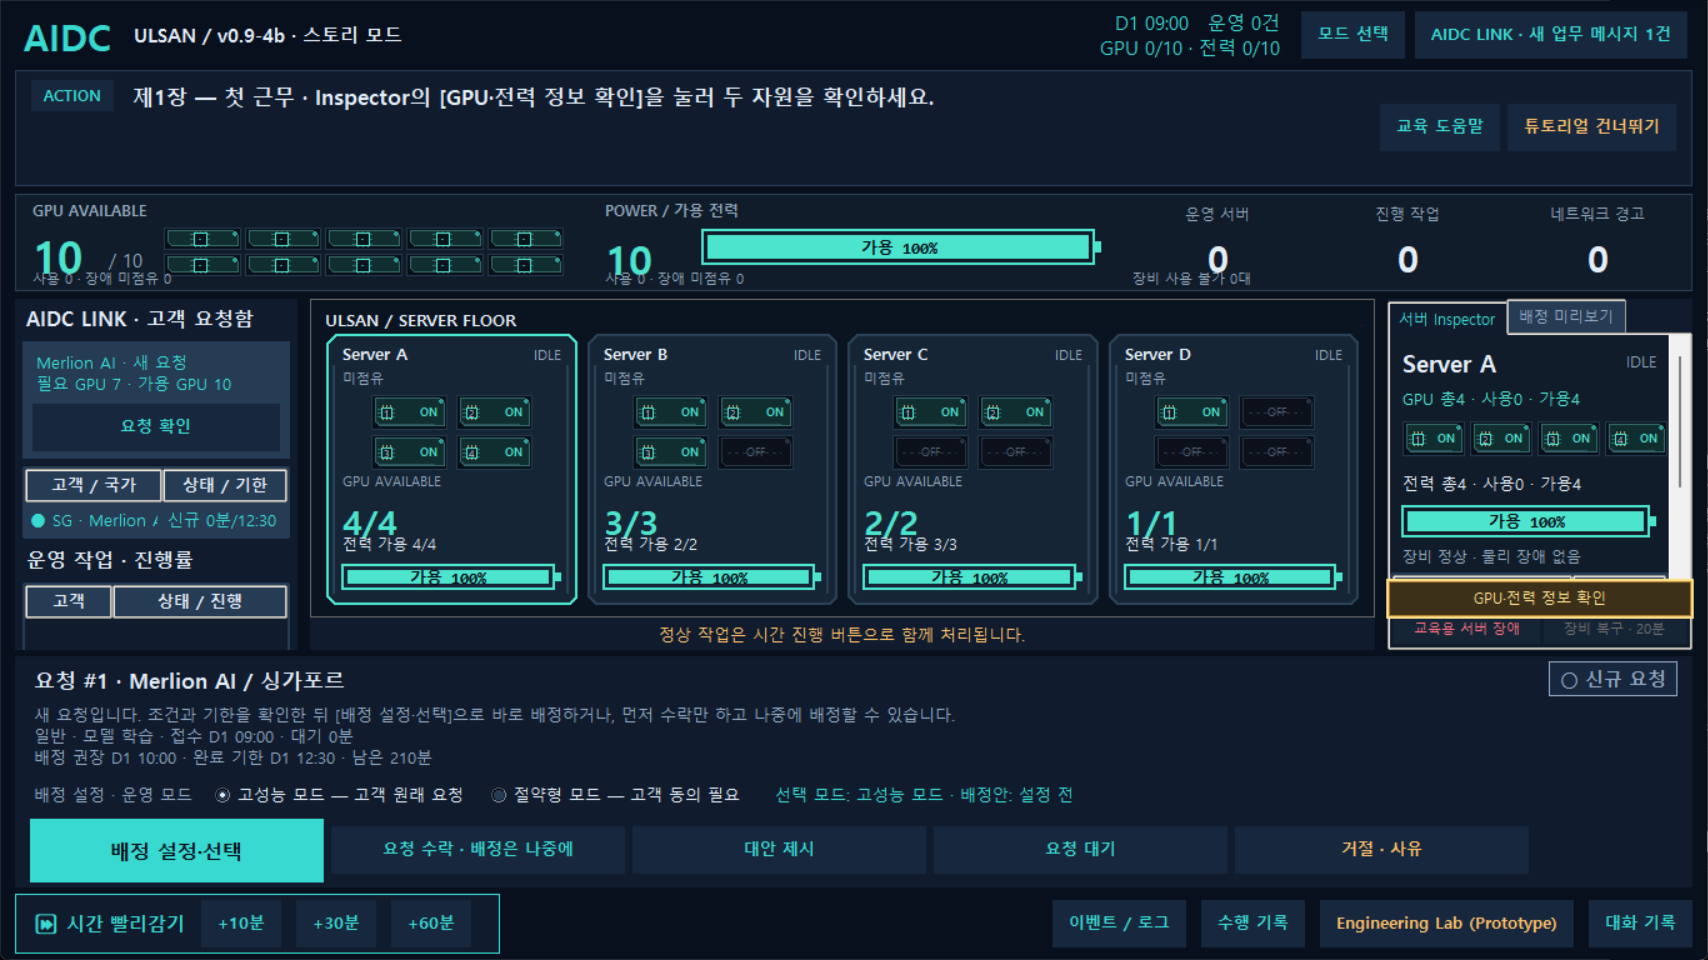 AIDC
ULSAN / v0.9-4b · 스토리 모드
D1 09:00 운영 0건
GPU 0/10 · 전력 0/10
모드 선택
AIDC LINK · 새 업무 메시지 1건
ACTION
제1장 — 첫 근무 · Inspector의 [GPU·전력 정보 확인]을 눌러 두 자원을 확인하세요.
교육 도움말
튜토리얼 건너뛰기
GPU AVAILABLE
10 / 10
사용 0 · 장애 미점유 0
POWER / 가용 전력
10
가용 100%
사용 0 · 장애 미점유 0
운영 서버
0
장비 사용 불가 0대
진행 작업
0
네트워크 경고
0
AIDC LINK · 고객 요청함
Merlion AI · 새 요청
필요 GPU 7 · 가용 GPU 10
요청 확인
고객 / 국가
상태 / 기한
SG · Merlion A 신규 0분/12:30
운영 작업 · 진행률
고객
상태 / 진행
ULSAN / SERVER FLOOR
Server A IDLE
미점유
1 ON 2 ON
3 ON 4 ON
GPU AVAILABLE
4/4
전력 가용 4/4
가용 100%
Server B IDLE
미점유
1 ON 2 ON
3 ON ---OFF---
GPU AVAILABLE
3/3
전력 가용 2/2
가용 100%
Server C IDLE
미점유
1 ON 2 ON
---OFF--- ---OFF---
GPU AVAILABLE
2/2
전력 가용 3/3
가용 100%
Server D IDLE
미점유
1 ON ---OFF---
---OFF--- ---OFF---
GPU AVAILABLE
1/1
전력 가용 1/1
가용 100%
정상 작업은 시간 진행 버튼으로 함께 처리됩니다.
서버 Inspector
배정 미리보기
Server A IDLE
GPU 총4 · 사용0 · 가용4
1 ON 2 ON 3 ON 4 ON
전력 총4 · 사용0 · 가용4
가용 100%
장비 정상 · 물리 장애 없음
GPU·전력 정보 확인
교육용 서버 장애
장비 복구 · 20분
요청 #1 · Merlion AI / 싱가포르
○ 신규 요청
새 요청입니다. 조건과 기한을 확인한 뒤 [배정 설정·선택]으로 바로 배정하거나, 먼저 수락만 하고 나중에 배정할 수 있습니다.
일반 · 모델 학습 · 접수 D1 09:00 · 대기 0분
배정 권장 D1 10:00 · 완료 기한 D1 12:30 · 남은 210분
배정 설정 · 운영 모드 고성능 모드 — 고객 원래 요청 절약형 모드 — 고객 동의 필요 선택 모드: 고성능 모드 · 배정안: 설정 전
배정 설정·선택
요청 수락 · 배정은 나중에
대안 제시
요청 대기
거절 · 사유
시간 빨리감기
+10분
+30분
+60분
이벤트 / 로그
수행 기록
Engineering Lab (Prototype)
대화 기록